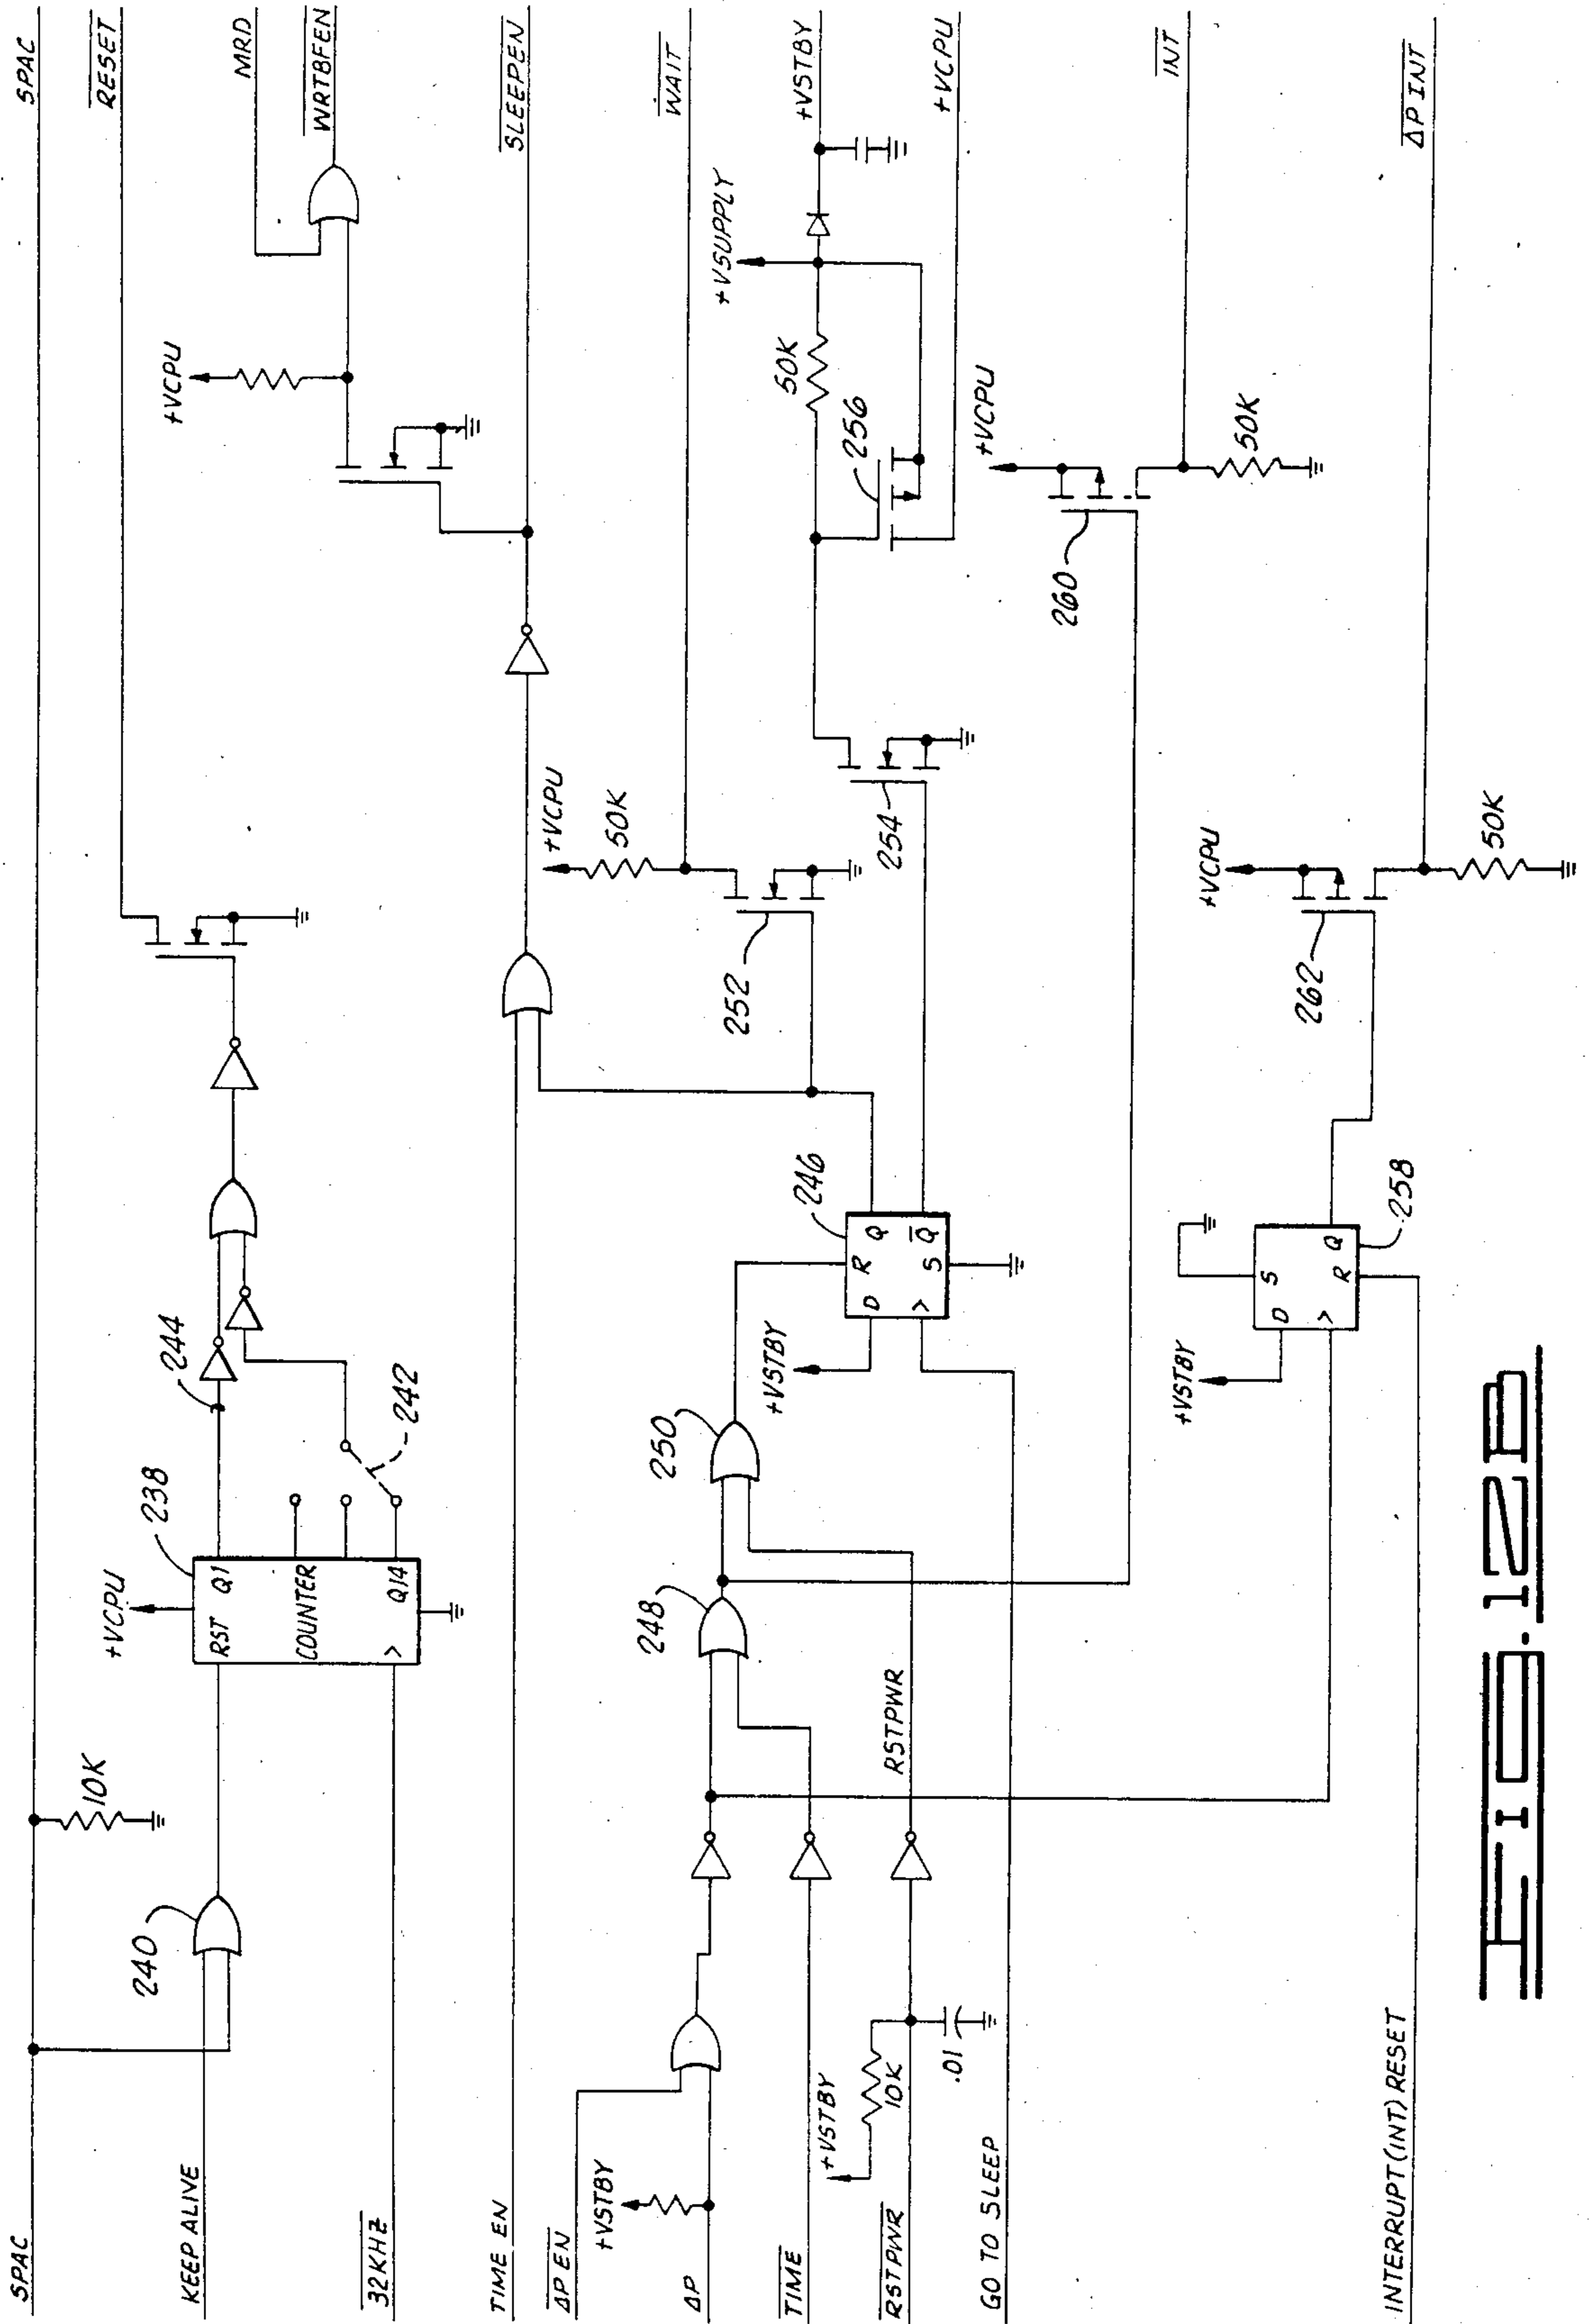 SPAC
SPAC
10K
RESET
KEEP ALIVE
240
+VCPU
238
RST
Q1
COUNTER
Q14
244
242
32KHZ
+VCPU
MRD
WRTBFEN
TIME EN
SLEEPEN
ΔP EN
+VSTBY
ΔP
248
250
+VCPU
50K
WAIT
252
TIME
+VSTBY
D
R
Q
Q
S
246
254
+VSUPPLY
50K
256
+VSTBY
+VSTBY
10K
.01
RSTPWR
RSTPWR
GO TO SLEEP
+VCPU
+VCPU
260
INT
50K
+VSTBY
D
S
R
Q
258
+VCPU
262
ΔP INT
50K
INTERRUPT (INT) RESET
FIG. 12B